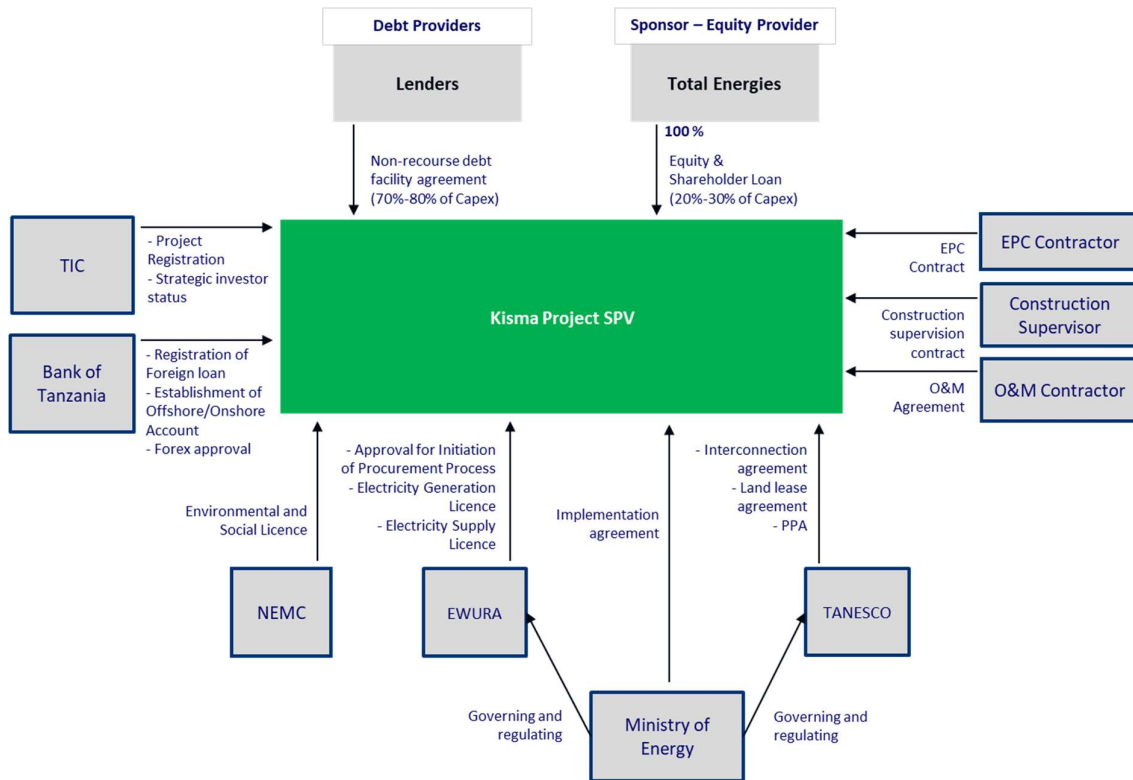 Debt Providers
Sponsor – Equity Provider
Lenders
Total Energies
100 %
Non-recourse debt
facility agreement
(70%-80% of Capex)
Equity &
Shareholder Loan
(20%-30% of Capex)
TIC
- Project
Registration
- Strategic investor
status
Bank of
Tanzania
- Registration of
Foreign loan
- Establishment of
Offshore/Onshore
Account
- Forex approval
Kisma Project SPV
EPC Contractor
EPC
Contract
Construction
Supervisor
Construction
supervision
contract
O&M Contractor
O&M
Agreement
Environmental and
Social Licence
- Approval for Initiation
of Procurement Process
- Electricity Generation
Licence
- Electricity Supply
Licence
Implementation
agreement
- Interconnection
agreement
- Land lease
agreement
- PPA
NEMC
EWURA
TANESCO
Governing and
regulating
Ministry of
Energy
Governing and
regulating